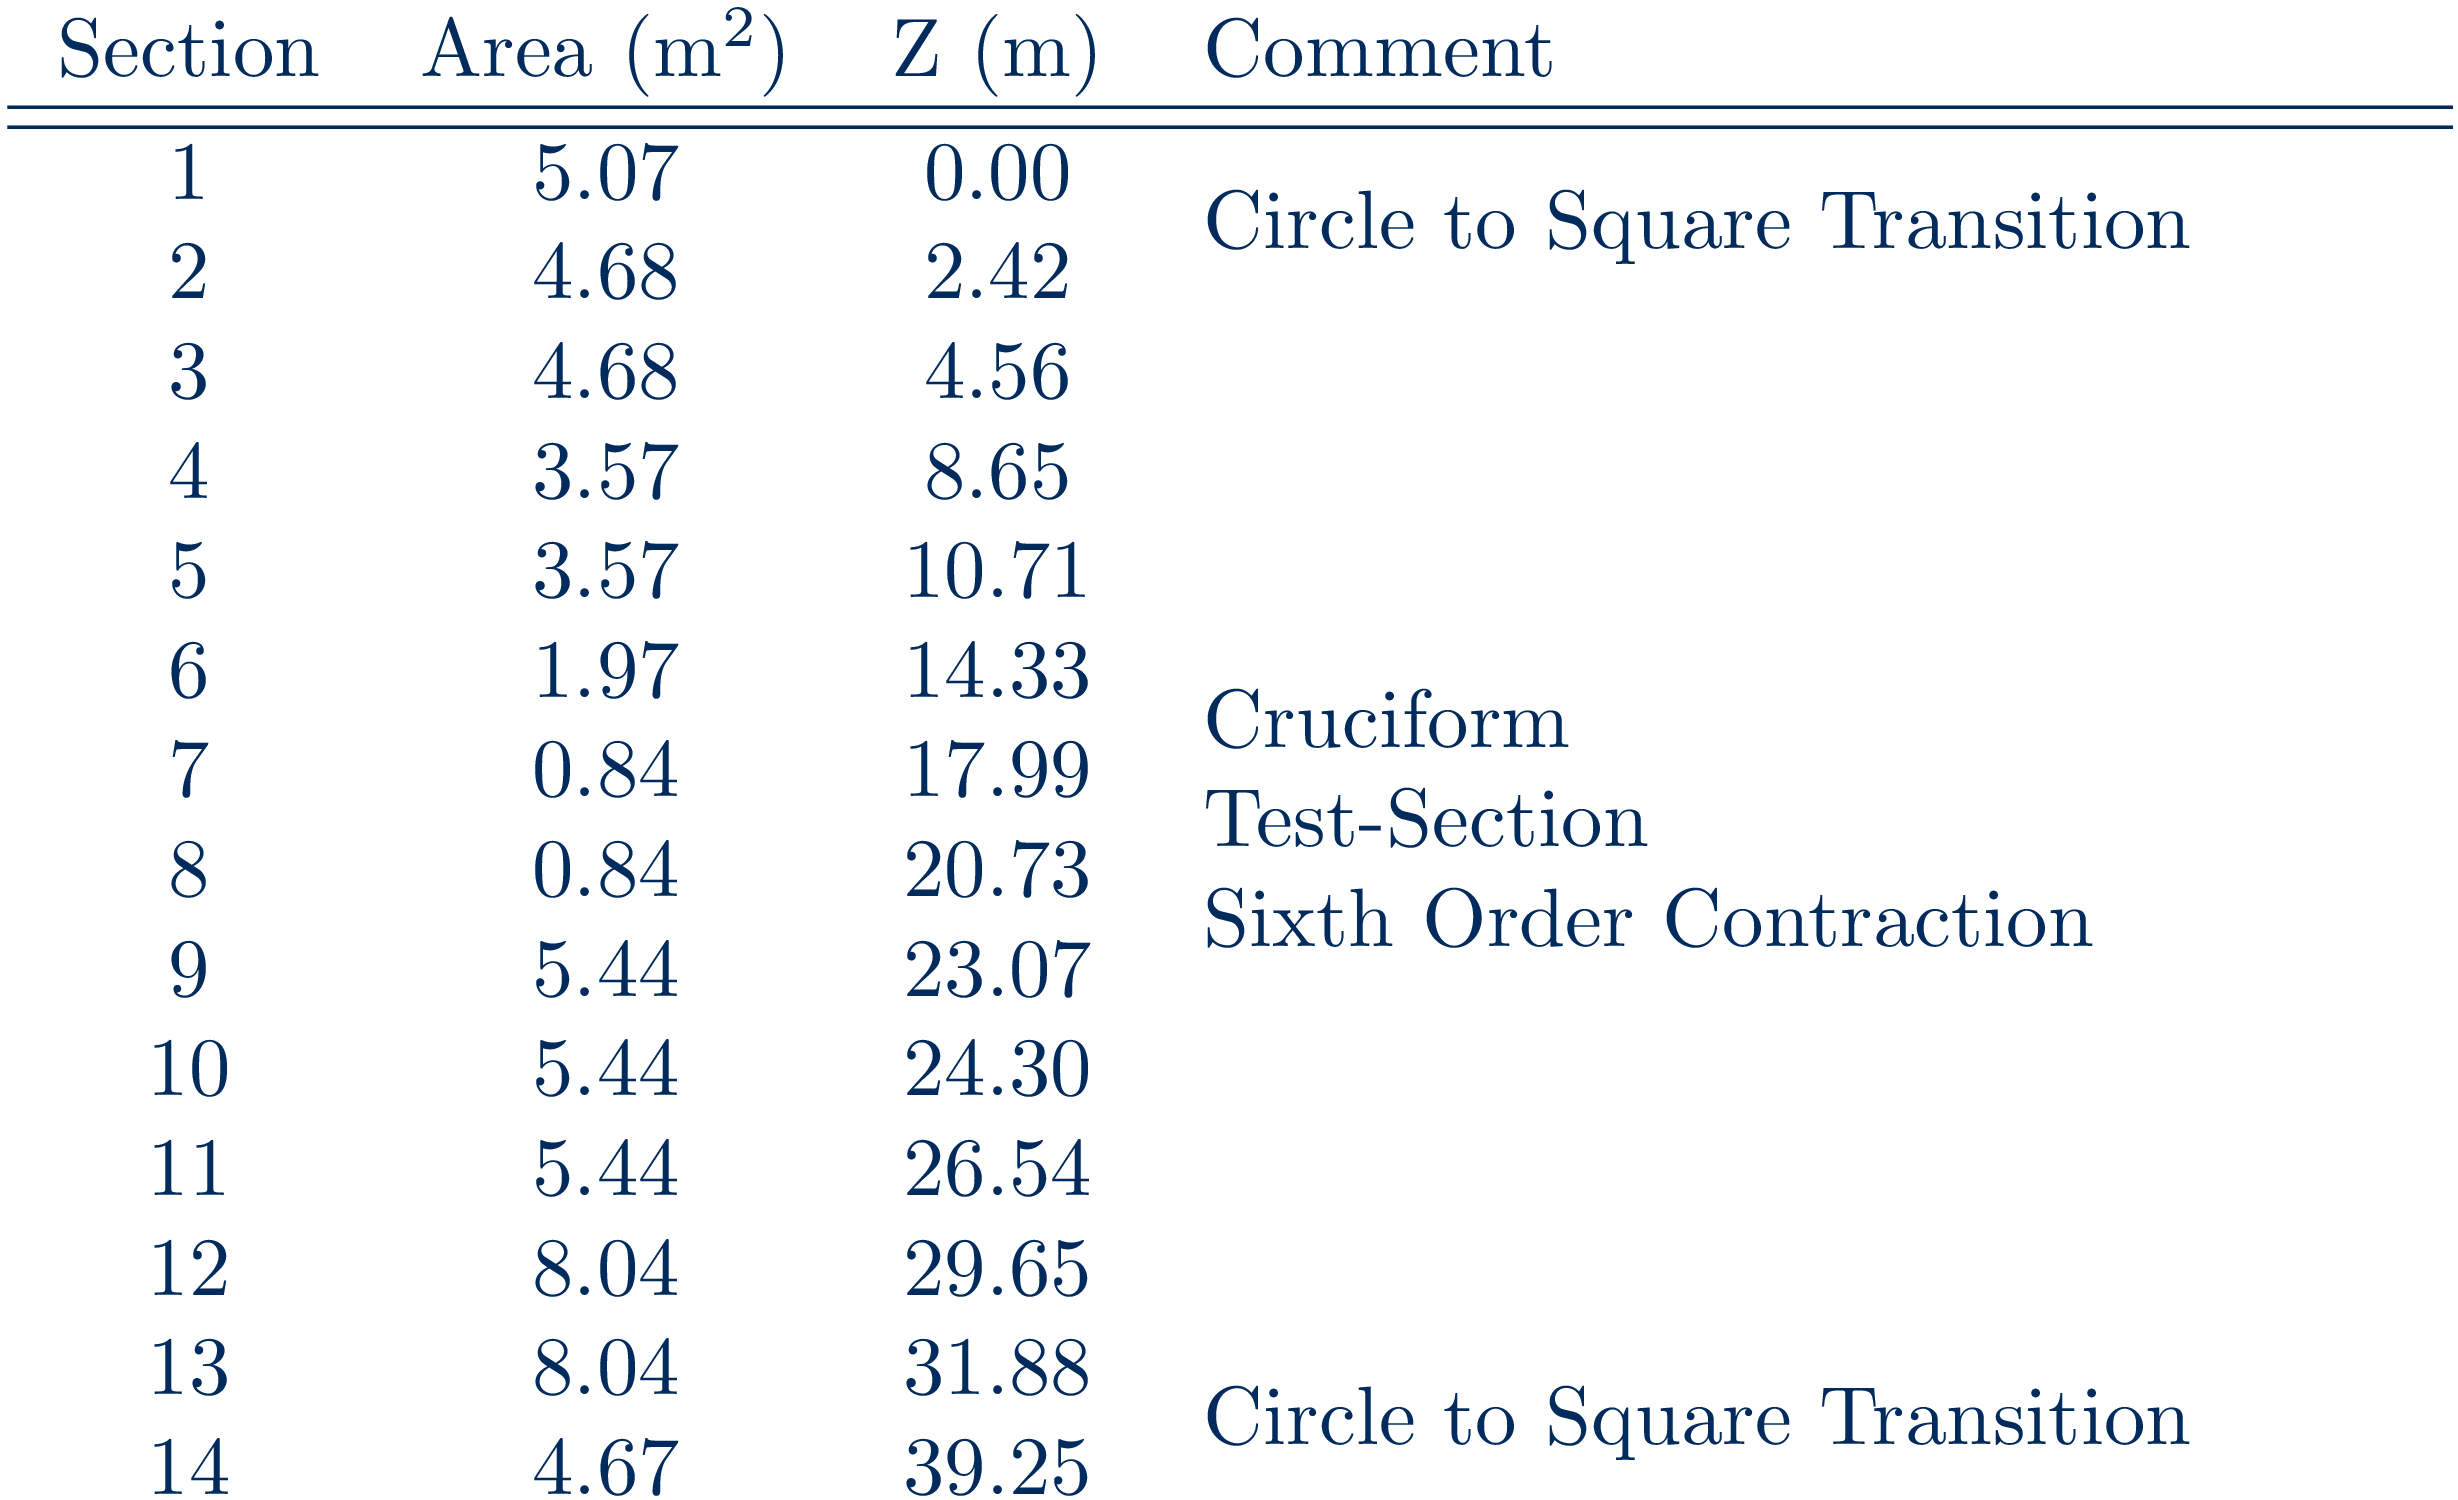 Section Area (m²) Z (m) Comment
1 5.07 0.00
Circle to Square Transition
2 4.68 2.42
3 4.68 4.56
4 3.57 8.65
5 3.57 10.71
6 1.97 14.33
Cruciform
7 0.84 17.99
Test-Section
8 0.84 20.73
Sixth Order Contraction
9 5.44 23.07
10 5.44 24.30
11 5.44 26.54
12 8.04 29.65
13 8.04 31.88
Circle to Square Transition
14 4.67 39.25